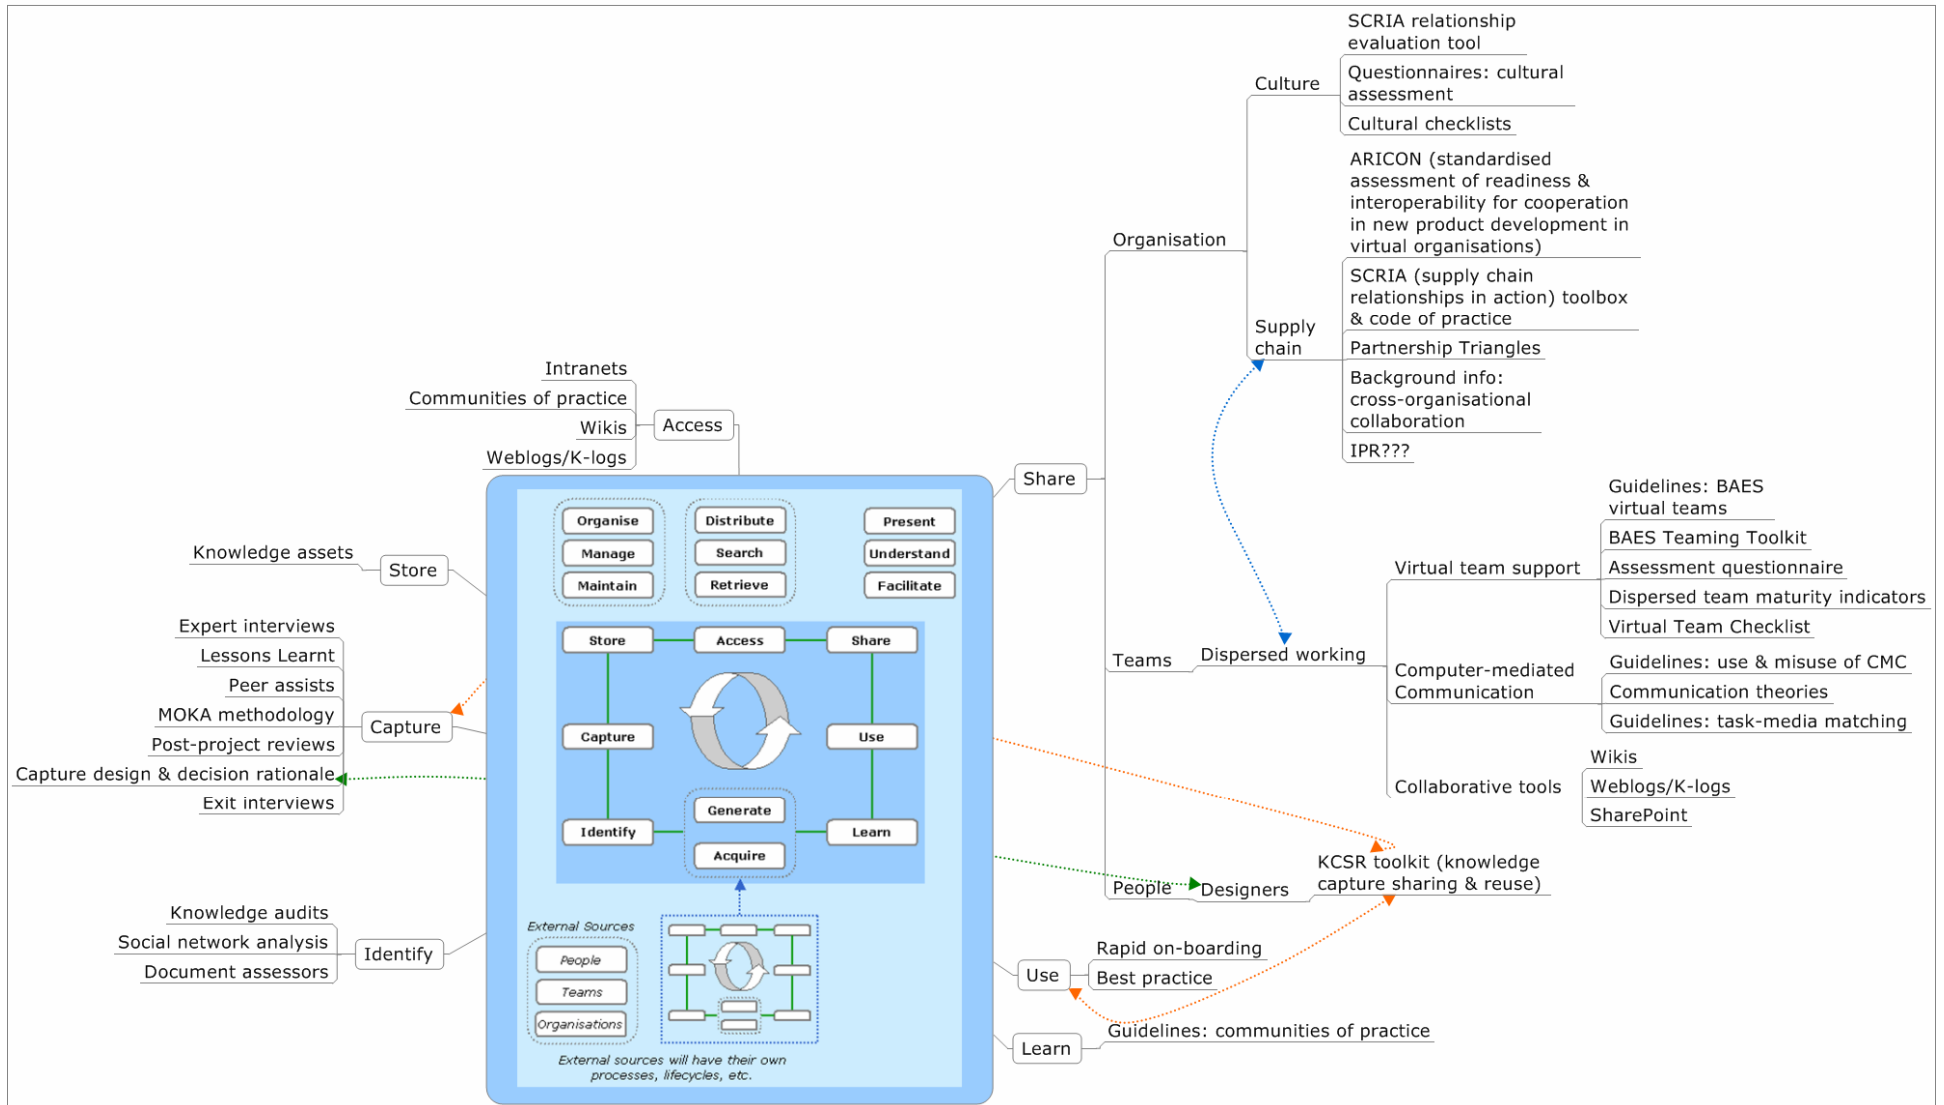 Intranets
Communities of practice
Wikis
Weblogs/K-logs
Access
Knowledge assets
Store
Expert interviews
Lessons Learnt
Peer assists
MOKA methodology
Post-project reviews
Capture design & decision rationale
Exit interviews
Capture
Knowledge audits
Social network analysis
Document assessors
Identify
Organise
Manage
Maintain
Distribute
Search
Retrieve
Present
Understand
Facilitate
Store
Access
Share
Capture
Use
Generate
Identify
Learn
Acquire
External Sources
People
Teams
Organisations
External sources will have their own
processes, lifecycles, etc.
Share
Organisation
Culture
SCRIA relationship
evaluation tool
Questionnaires: cultural
assessment
Cultural checklists
Supply
chain
ARICON (standardised
assessment of readiness &
interoperability for cooperation
in new product development in
virtual organisations)
SCRIA (supply chain
relationships in action) toolbox
& code of practice
Partnership Triangles
Background info:
cross-organisational
collaboration
IPR???
Teams
Dispersed working
Virtual team support
Guidelines: BAES
virtual teams
BAES Teaming Toolkit
Assessment questionnaire
Dispersed team maturity indicators
Virtual Team Checklist
Computer-mediated
Communication
Guidelines: use & misuse of CMC
Communication theories
Guidelines: task-media matching
Collaborative tools
Wikis
Weblogs/K-logs
SharePoint
People
Designers
KCSR toolkit (knowledge
capture sharing & reuse)
Use
Rapid on-boarding
Best practice
Learn
Guidelines: communities of practice